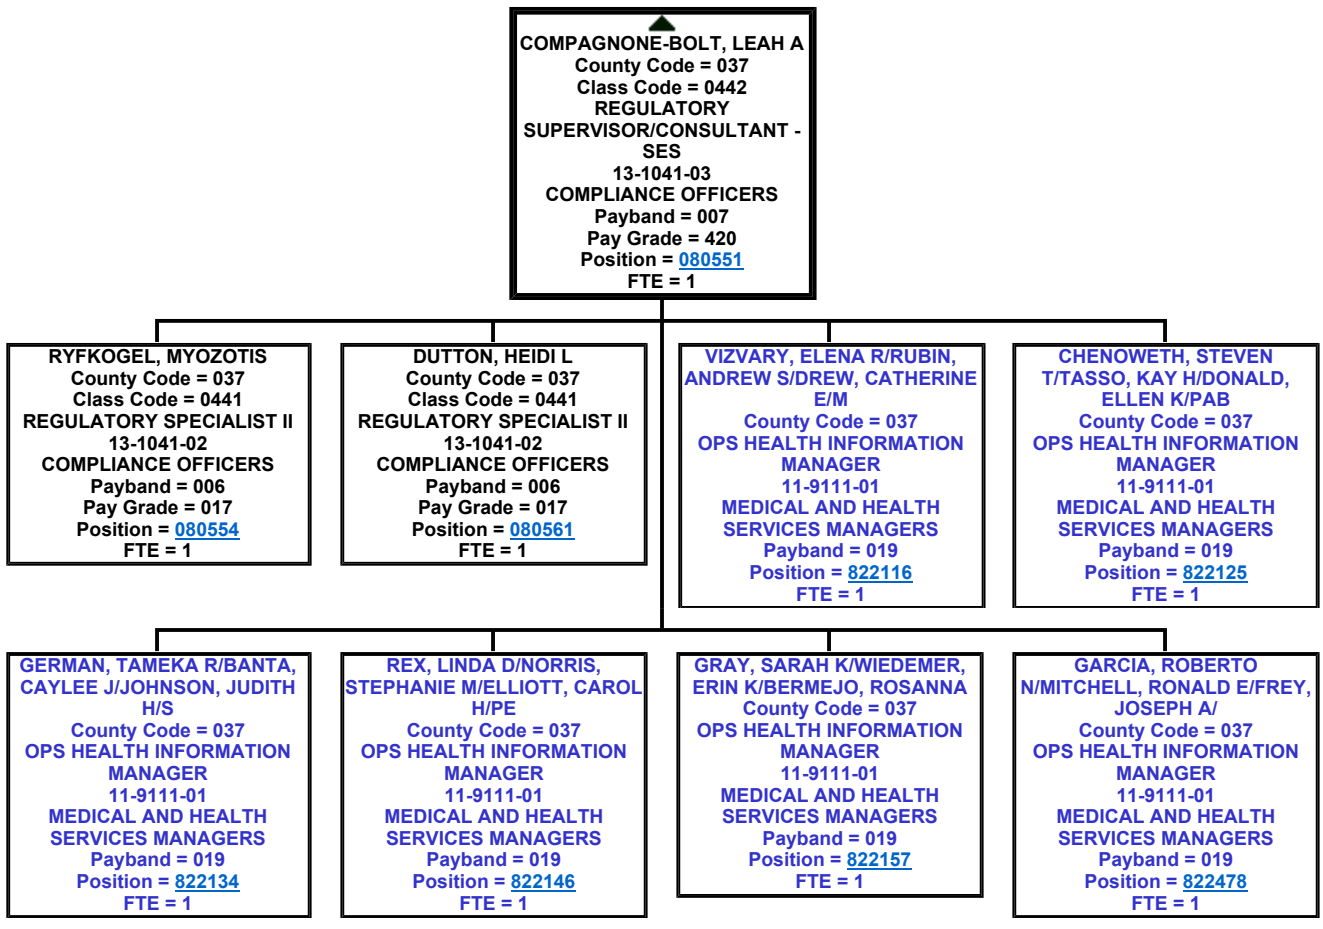 COMPAGNONE-BOLT, LEAH A
County Code = 037
Class Code = 0442
REGULATORY
SUPERVISOR/CONSULTANT -
SES
13-1041-03
COMPLIANCE OFFICERS
Payband = 007
Pay Grade = 420
Position = 080551
FTE = 1
RYFKOGEL, MYOZOTIS
County Code = 037
Class Code = 0441
REGULATORY SPECIALIST II
13-1041-02
COMPLIANCE OFFICERS
Payband = 006
Pay Grade = 017
Position = 080554
FTE = 1
DUTTON, HEIDI L
County Code = 037
Class Code = 0441
REGULATORY SPECIALIST II
13-1041-02
COMPLIANCE OFFICERS
Payband = 006
Pay Grade = 017
Position = 080561
FTE = 1
VIZVARY, ELENA R/RUBIN,
ANDREW S/DREW, CATHERINE
E/M
County Code = 037
OPS HEALTH INFORMATION
MANAGER
11-9111-01
MEDICAL AND HEALTH
SERVICES MANAGERS
Payband = 019
Position = 822116
FTE = 1
CHENOWETH, STEVEN
T/TASSO, KAY H/DONALD,
ELLEN K/PAB
County Code = 037
OPS HEALTH INFORMATION
MANAGER
11-9111-01
MEDICAL AND HEALTH
SERVICES MANAGERS
Payband = 019
Position = 822125
FTE = 1
GERMAN, TAMEKA R/BANTA,
CAYLEE J/JOHNSON, JUDITH
H/S
County Code = 037
OPS HEALTH INFORMATION
MANAGER
11-9111-01
MEDICAL AND HEALTH
SERVICES MANAGERS
Payband = 019
Position = 822134
FTE = 1
REX, LINDA D/NORRIS,
STEPHANIE M/ELLIOTT, CAROL
H/PE
County Code = 037
OPS HEALTH INFORMATION
MANAGER
11-9111-01
MEDICAL AND HEALTH
SERVICES MANAGERS
Payband = 019
Position = 822146
FTE = 1
GRAY, SARAH K/WIEDEMER,
ERIN K/BERMEJO, ROSANNA
County Code = 037
OPS HEALTH INFORMATION
MANAGER
11-9111-01
MEDICAL AND HEALTH
SERVICES MANAGERS
Payband = 019
Position = 822157
FTE = 1
GARCIA, ROBERTO
N/MITCHELL, RONALD E/FREY,
JOSEPH A/
County Code = 037
OPS HEALTH INFORMATION
MANAGER
11-9111-01
MEDICAL AND HEALTH
SERVICES MANAGERS
Payband = 019
Position = 822478
FTE = 1